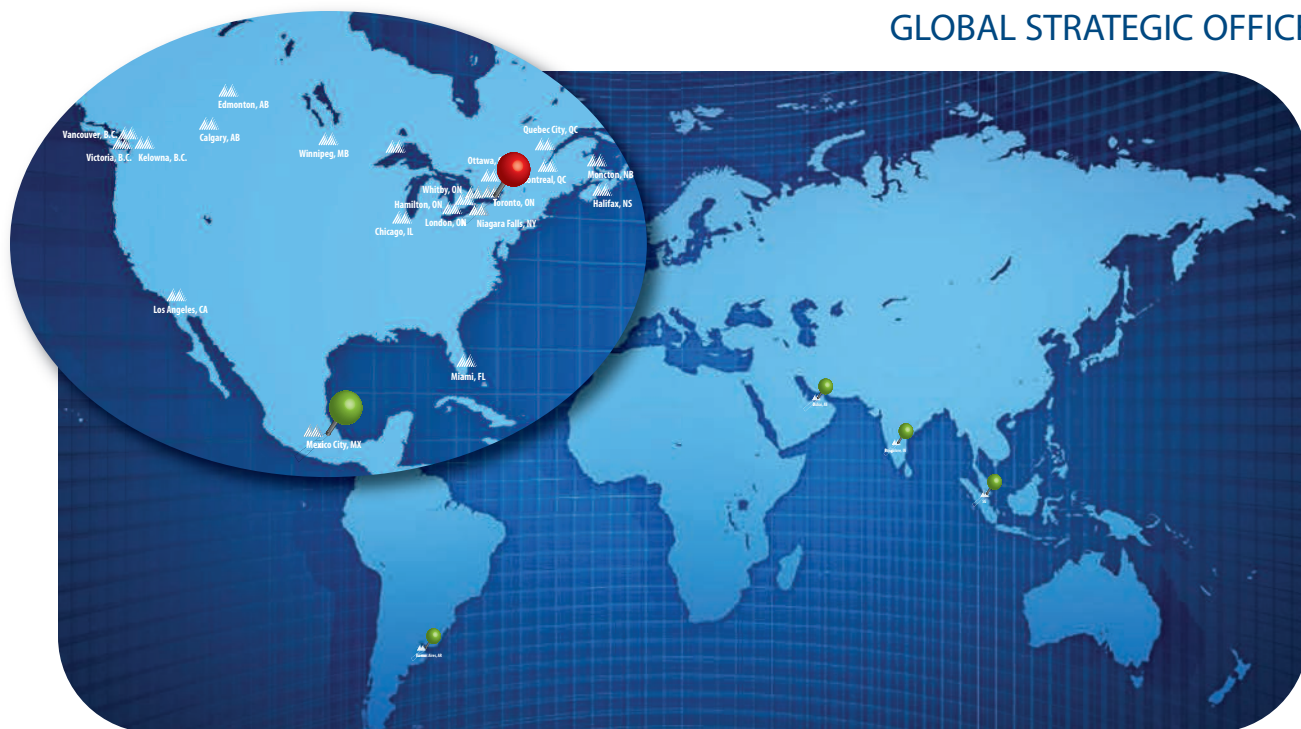 GLOBAL STRATEGIC OFFICE
Edmonton, AB
Vancouver, B.C.
Calgary, AB
Quebec City, QC
Victoria, B.C.
Kelowna, B.C.
Winnipeg, MB
Ottawa,
Montreal, QC
Moncton, NB
Whitby, ON
Hamilton, ON
Toronto, ON
Halifax, NS
London, ON
Niagara Falls, NY
Chicago, IL
Los Angeles, CA
Miami, FL
Mexico City, MX